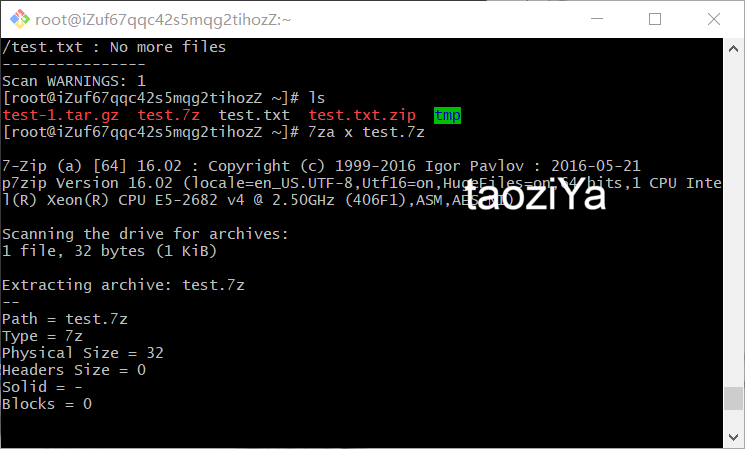 root@iZuf67qqc42s5mqg2tihozZ:~
/test.txt : No more files
----------------
Scan WARNINGS: 1
[root@iZuf67qqc42s5mqg2tihozZ ~]# ls
test-1.tar.gz test.7z test.txt test.txt.zip tmp
[root@iZuf67qqc42s5mqg2tihozZ ~]# 7za x test.7z
7-Zip (a) [64] 16.02 : Copyright (c) 1999-2016 Igor Pavlov : 2016-05-21
p7zip Version 16.02 (locale=en_US.UTF-8,Utf16=on,HugeFiles=on,64 bits,1 CPU Inte
l(R) Xeon(R) CPU E5-2682 v4 @ 2.50GHz (406F1),ASM,AES-NI)
taoziYa
Scanning the drive for archives:
1 file, 32 bytes (1 KiB)
Extracting archive: test.7z
--
Path = test.7z
Type = 7z
Physical Size = 32
Headers Size = 0
Solid = -
Blocks = 0